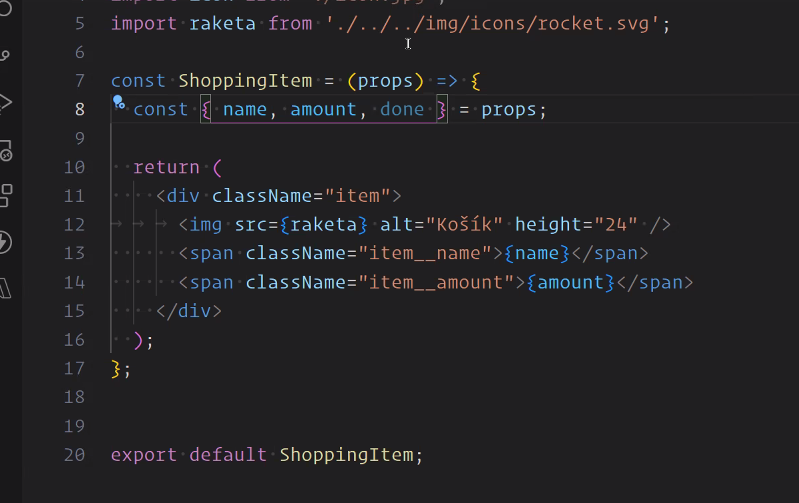 5 import raketa from './../../img/icons/rocket.svg';
6
7 const ShoppingItem = (props) => {
8 const { name, amount, done } = props;
9
10 return (
11 <div className="item">
12 <img src={raketa} alt="Košík" height="24" />
13 <span className="item__name">{name}</span>
14 <span className="item__amount">{amount}</span>
15 </div>
16 );
17 };
18
19
20 export default ShoppingItem;